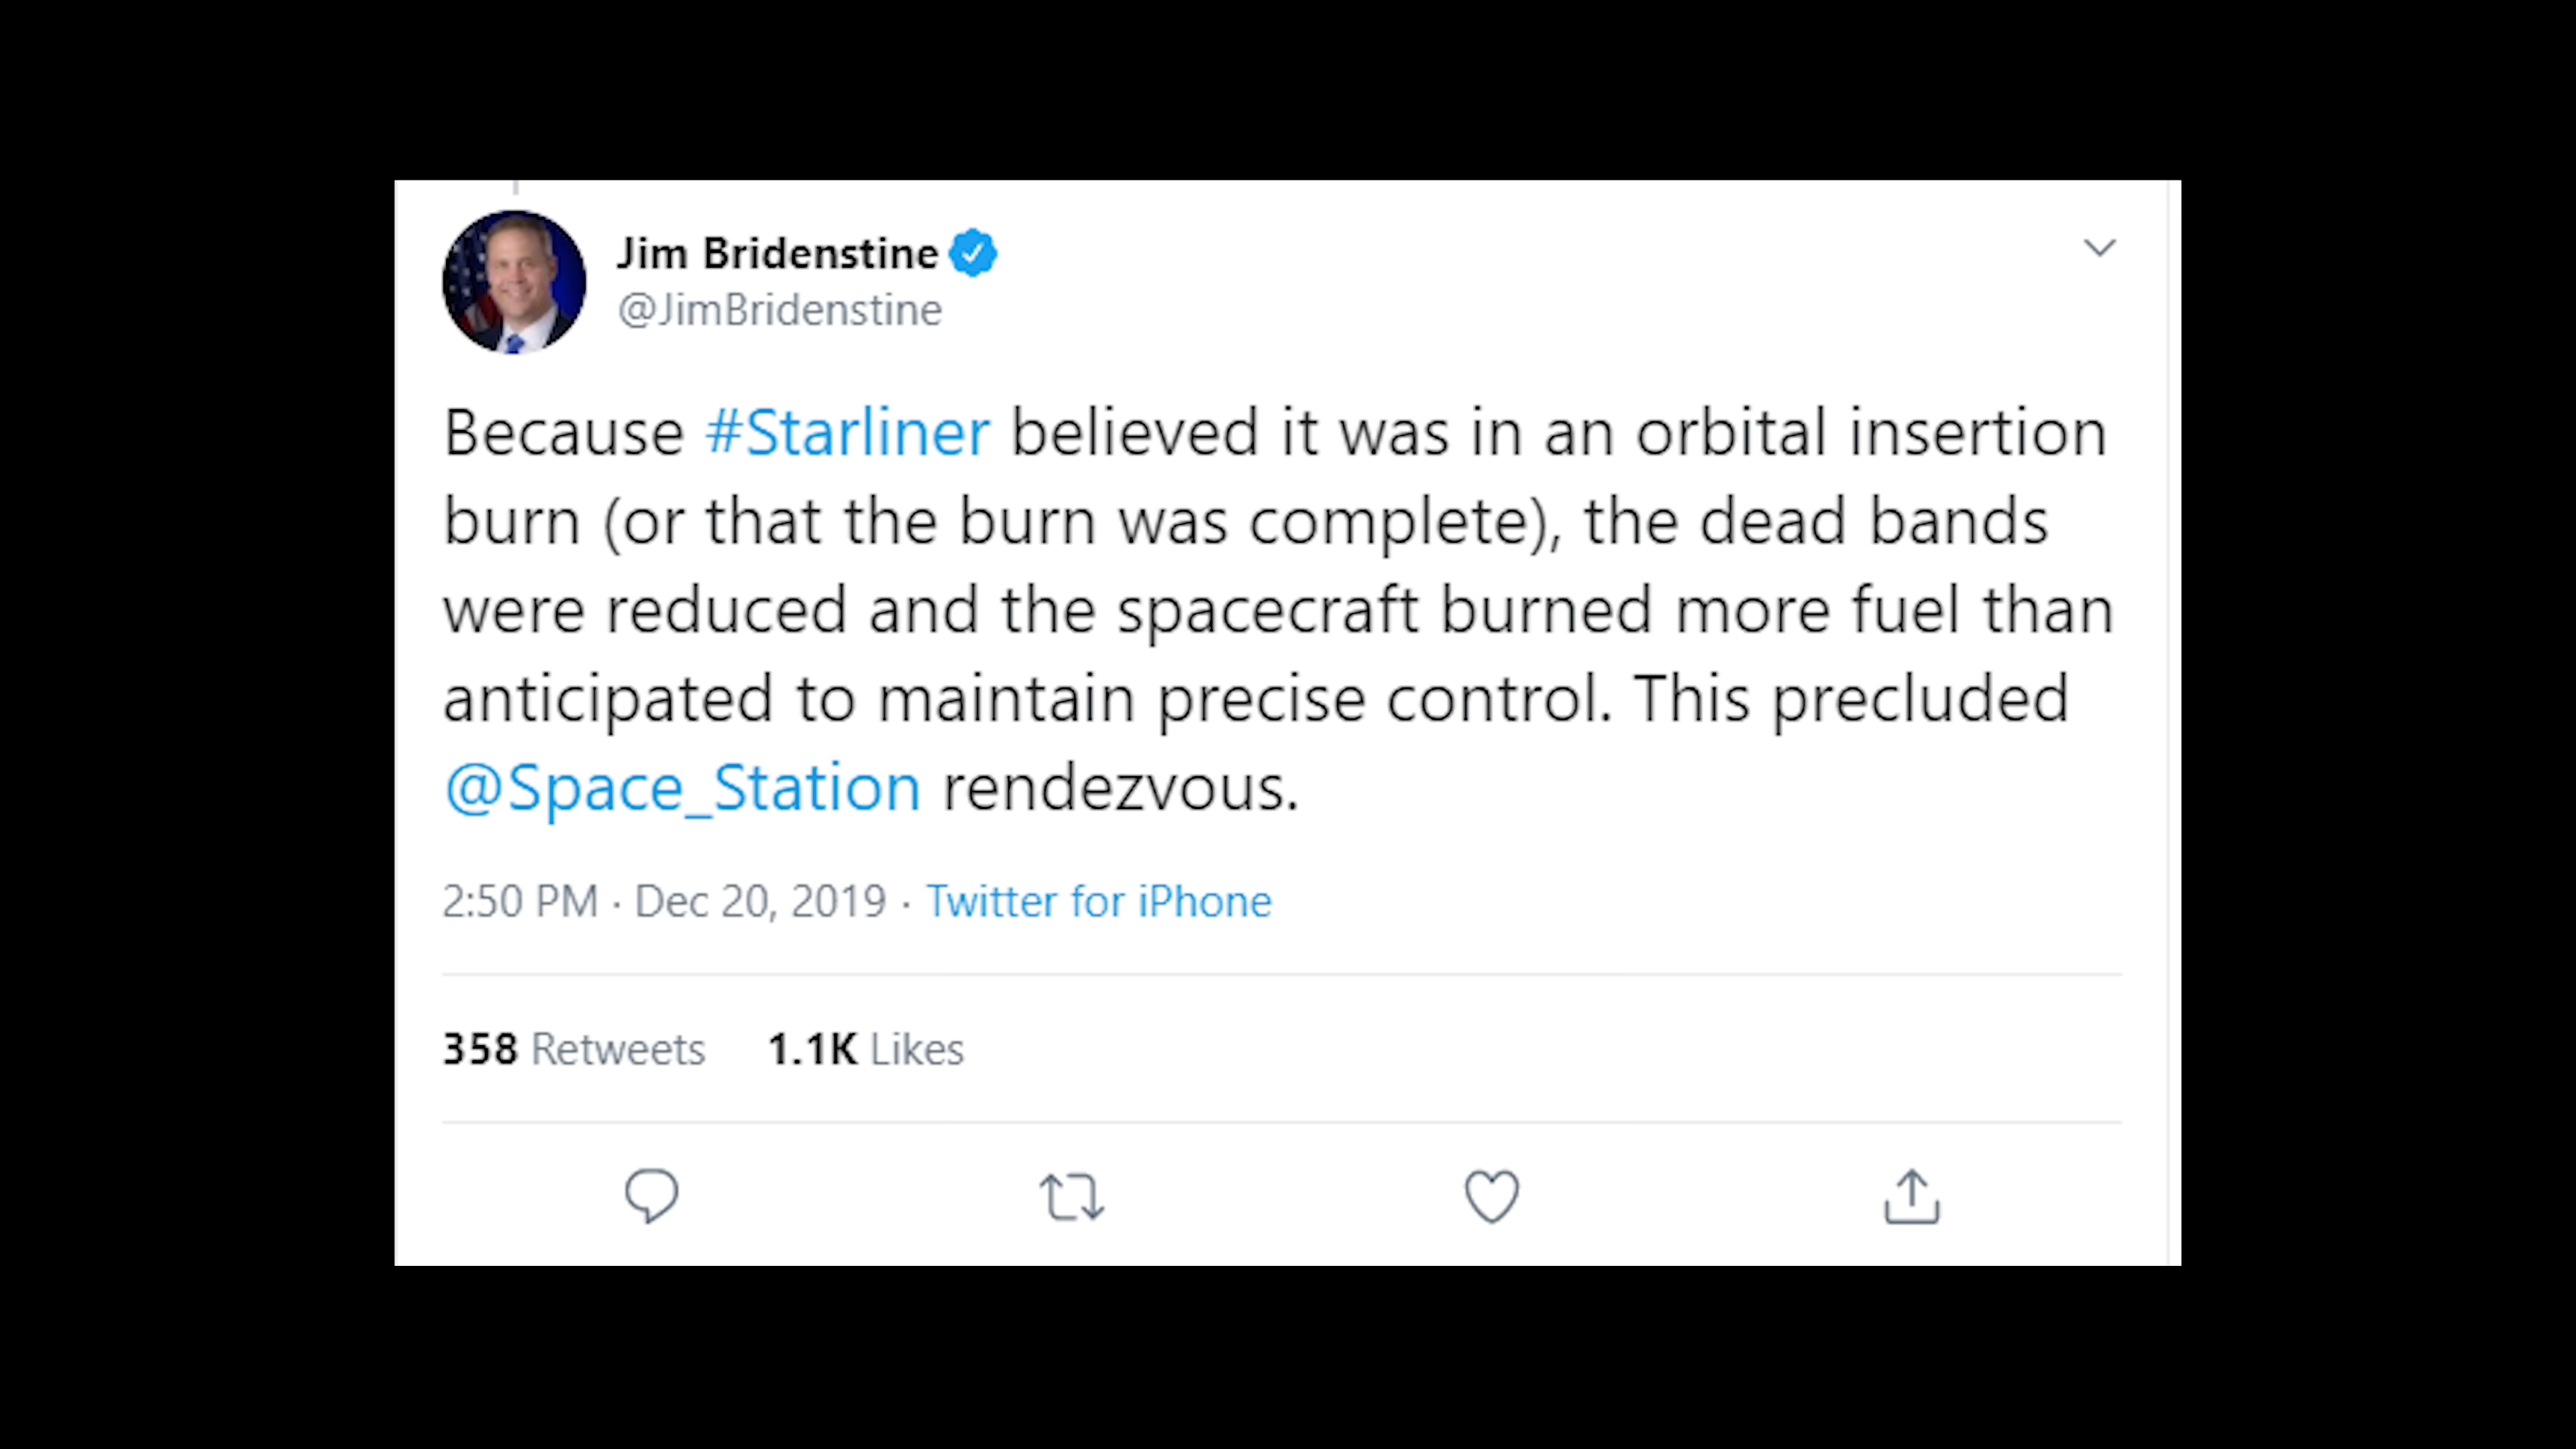 Jim Bridenstine
@JimBridenstine
Because #Starliner believed it was in an orbital insertion
burn (or that the burn was complete), the dead bands
were reduced and the spacecraft burned more fuel than
anticipated to maintain precise control. This precluded
@Space_Station rendezvous.
2:50 PM · Dec 20, 2019 · Twitter for iPhone
358 Retweets 1.1K Likes